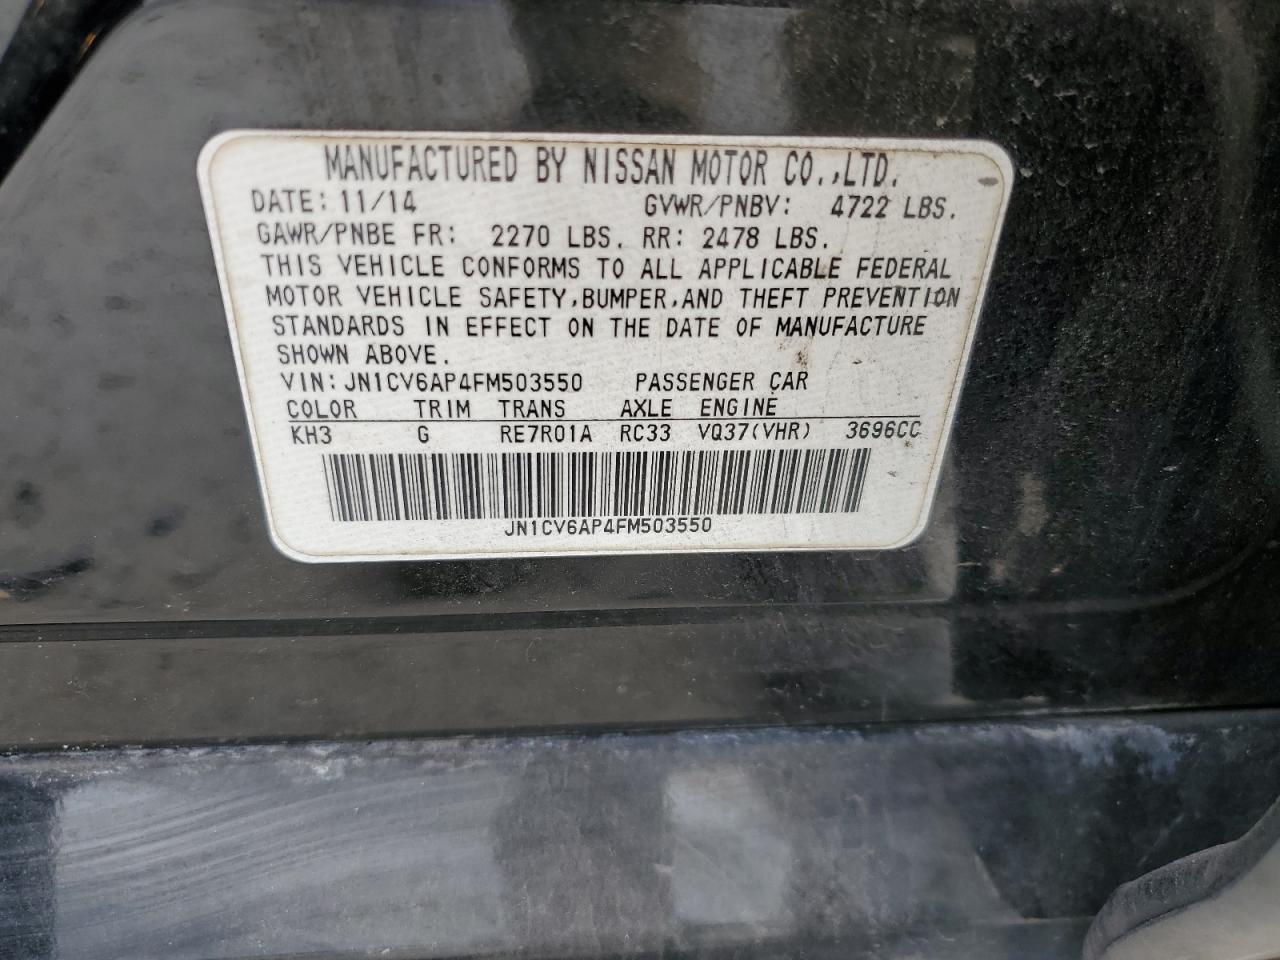 MANUFACTURED BY NISSAN MOTOR CO.,LTD.
DATE: 11/14 GVWR/PNBV: 4722 LBS.
GAWR/PNBE FR: 2270 LBS. RR: 2478 LBS.
THIS VEHICLE CONFORMS TO ALL APPLICABLE FEDERAL
MOTOR VEHICLE SAFETY,BUMPER,AND THEFT PREVENTION
STANDARDS IN EFFECT ON THE DATE OF MANUFACTURE
SHOWN ABOVE.
VIN: JN1CV6AP4FM503550 PASSENGER CAR
COLOR TRIM TRANS AXLE ENGINE
KH3 G RE7R01A RC33 VQ37(VHR) 3696CC
JN1CV6AP4FM503550